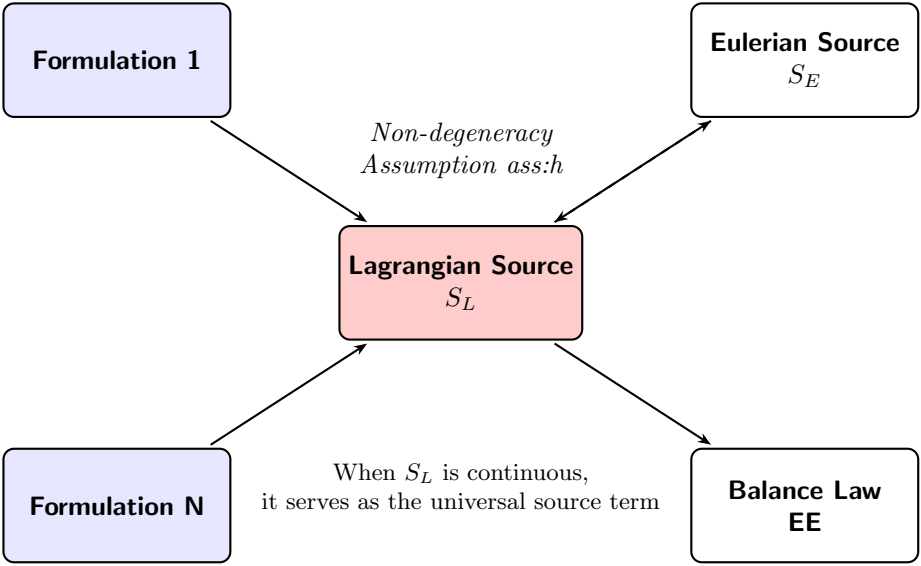 Formulation 1
Eulerian Source
S_E
Non-degeneracy
Assumption ass:h
Lagrangian Source
S_L
Formulation N
When S_L is continuous,
it serves as the universal source term
Balance Law
EE